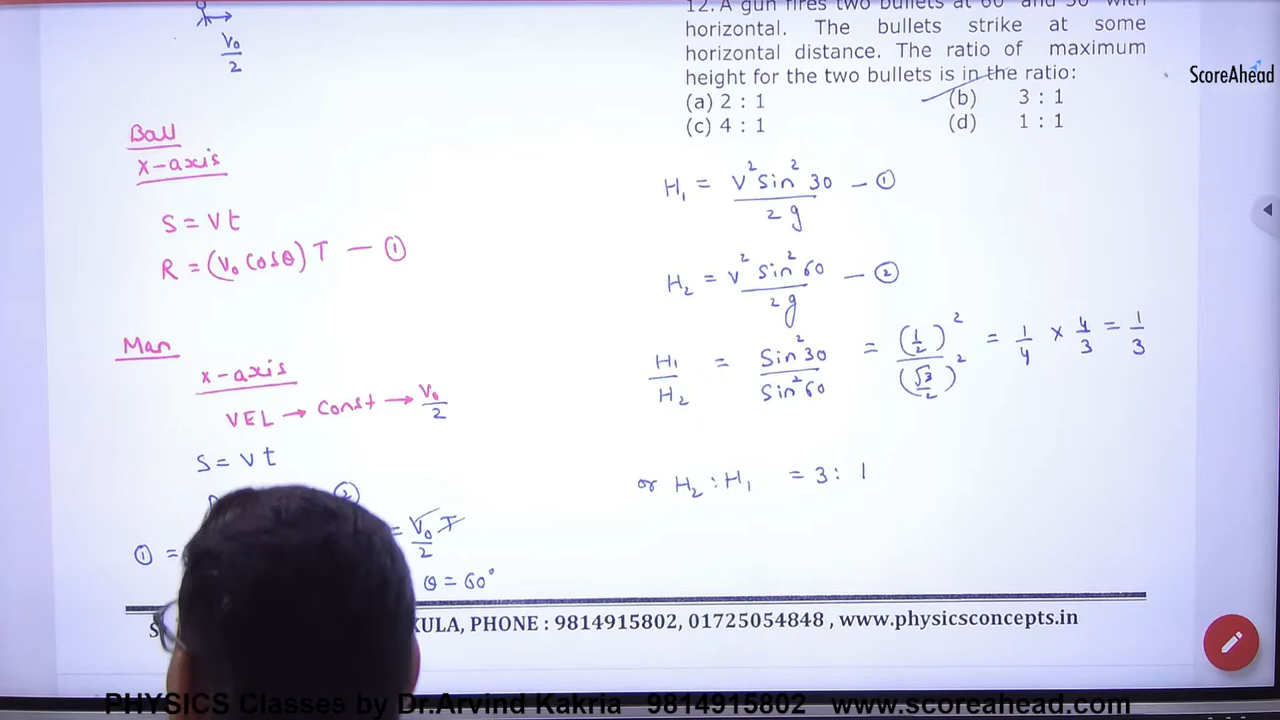 V₀/2
Ball
x-axis
S = Vt
R = (V₀ Cosθ) T — ①
Man
x-axis
VEL → Const → V₀/2
S = Vt
②
① =
= V₀/2 T
θ = 60°
12. A gun fires two bullets at 60 and 30 with
horizontal. The bullets strike at some
horizontal distance. The ratio of maximum
height for the two bullets is in the ratio:
(a) 2 : 1 (b) 3 : 1
(c) 4 : 1 (d) 1 : 1
H₁ = V² Sin² 30 / 2g — ①
H₂ = V² Sin² 60 / 2g — ②
H₁/H₂ = Sin² 30 / Sin² 60 = (1/2)² / (√3/2)² = 1/4 × 4/3 = 1/3
or H₂ : H₁ = 3 : 1
ScoreAhead
KULA, PHONE : 9814915802, 01725054848 , www.physicsconcepts.in
PHYSICS Classes by Dr.Arvind Kakria 9814915802 www.scoreahead.com